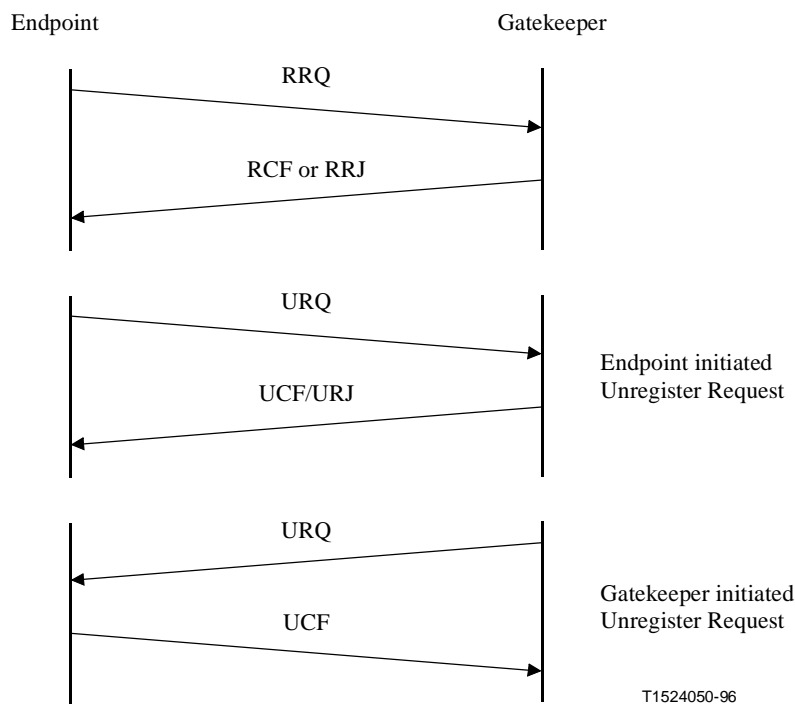 Endpoint
Gatekeeper
RRQ
RCF or RRJ
URQ
UCF/URJ
Endpoint initiated
Unregister Request
URQ
UCF
Gatekeeper initiated
Unregister Request
T1524050-96